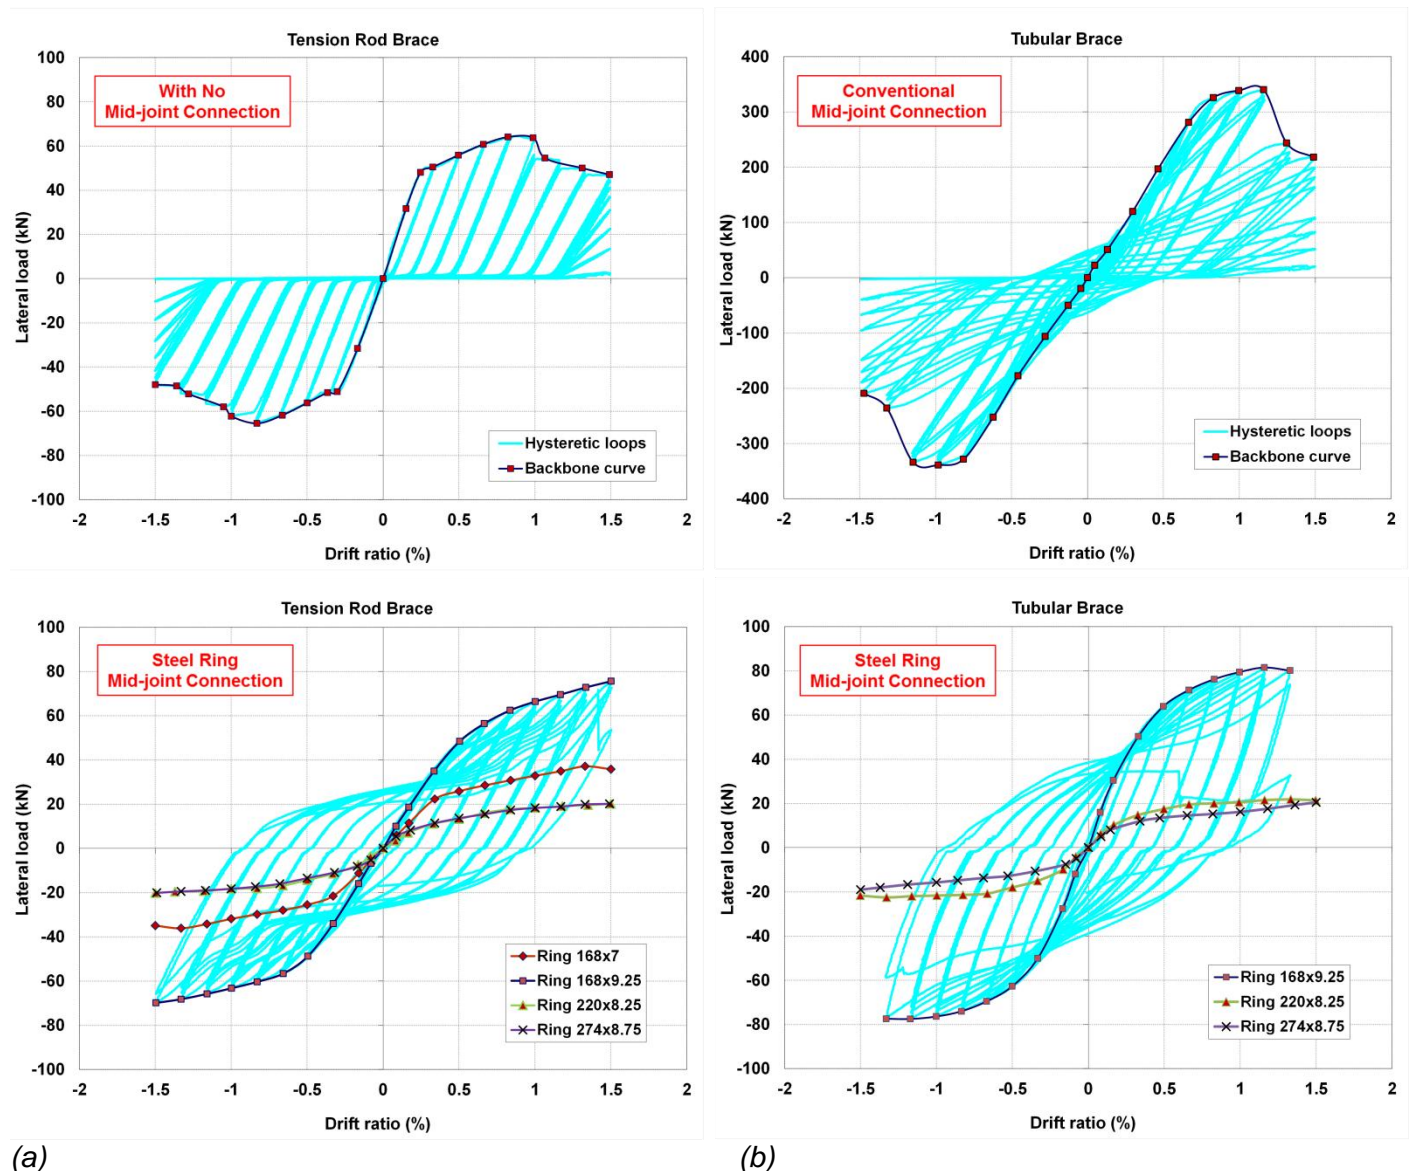 Tension Rod Brace
With No
Mid-joint Connection
Lateral load (kN)
100
80
60
40
20
0
-20
-40
-60
-80
-100
-2 -1.5 -1 -0.5 0 0.5 1 1.5 2
Drift ratio (%)
Hysteretic loops
Backbone curve
Tubular Brace
Conventional
Mid-joint Connection
Lateral load (kN)
400
300
200
100
0
-100
-200
-300
-400
-2 -1.5 -1 -0.5 0 0.5 1 1.5 2
Drift ratio (%)
Hysteretic loops
Backbone curve
Tension Rod Brace
Steel Ring
Mid-joint Connection
Lateral load (kN)
100
80
60
40
20
0
-20
-40
-60
-80
-100
-2 -1.5 -1 -0.5 0 0.5 1 1.5 2
Drift ratio (%)
Ring 168x7
Ring 168x9.25
Ring 220x8.25
Ring 274x8.75
Tubular Brace
Steel Ring
Mid-joint Connection
Lateral load (kN)
100
80
60
40
20
0
-20
-40
-60
-80
-100
-2 -1.5 -1 -0.5 0 0.5 1 1.5 2
Drift ratio (%)
Ring 168x9.25
Ring 220x8.25
Ring 274x8.75
(a)
(b)